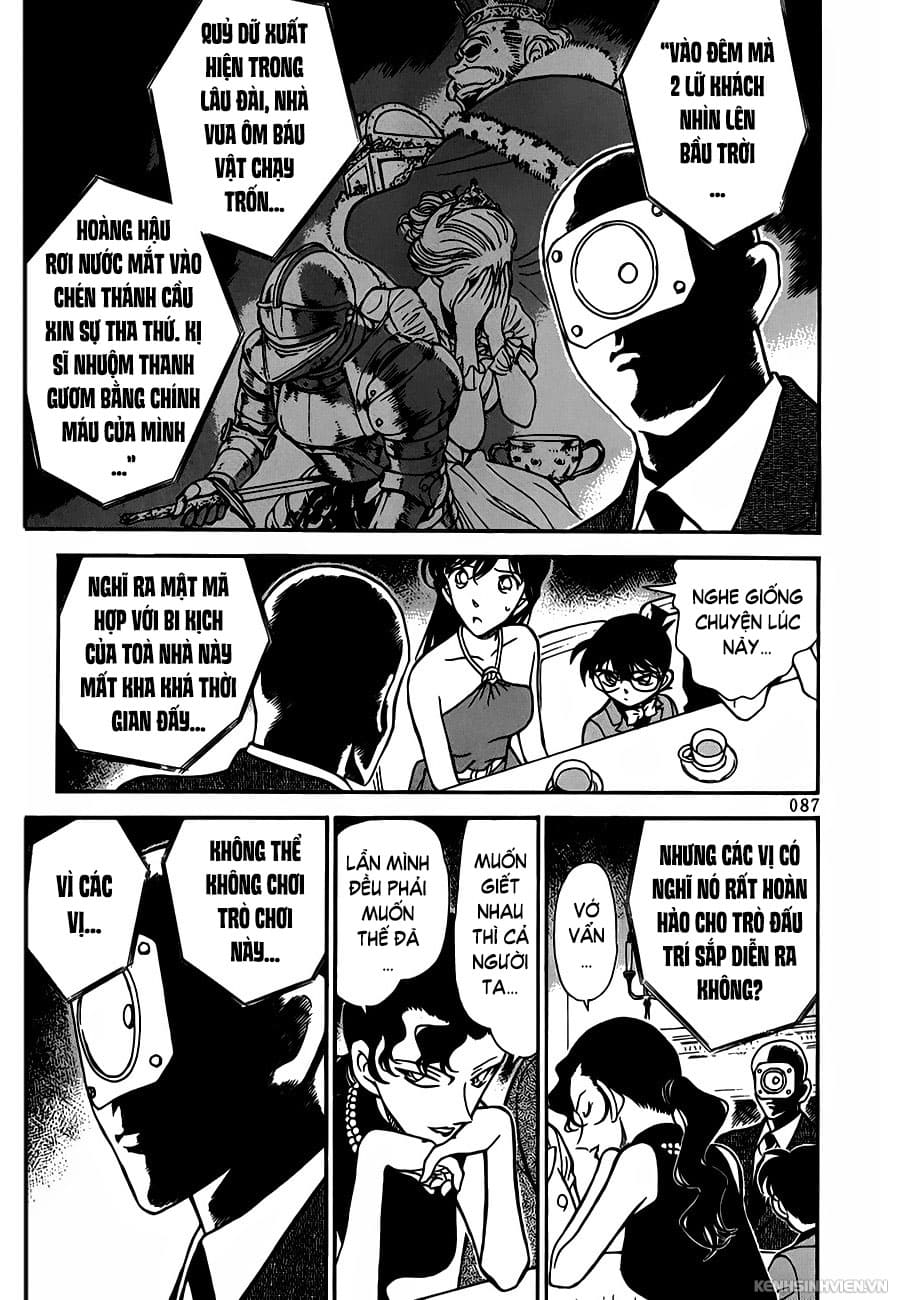 “VÀO ĐÊM MÀ
2 LỮ KHÁCH
NHÌN LÊN
BẦU TRỜI
...
QUỶ DỮ XUẤT
HIỆN TRONG
LÂU ĐÀI, NHÀ
VUA ÔM BÁU
VẬT CHẠY
TRỐN...
HOÀNG HẬU
RƠI NƯỚC MẮT VÀO
CHÉN THÁNH CẦU
XIN SỰ THA THỨ. KỊ
SĨ NHUỘM THANH
GƯƠM BẰNG CHÍNH
MÁU CỦA MÌNH
...”
NGHE GIỐNG
CHUYỆN LÚC
NÃY...
NGHĨ RA MẬT MÃ
HỢP VỚI BI KỊCH
CỦA TOÀ NHÀ NÀY
MẤT KHA KHÁ THỜI
GIAN ĐẤY...
087
NHƯNG CÁC VỊ CÓ
NGHĨ NÓ RẤT HOÀN
HẢO CHO TRÒ ĐẤU
TRÍ SẮP DIỄN RA
KHÔNG?
VỚ
VẨN
...
MUỐN
GIẾT
NHAU
THÌ CẢ
NGƯỜI
TA...
LẪN MÌNH
ĐỀU PHẢI
MUỐN
THẾ ĐÃ
...
KHÔNG THỂ
KHÔNG CHƠI
TRÒ CHƠI
NÀY...
VÌ CÁC
VỊ...
KENHSINHVIEN.VN